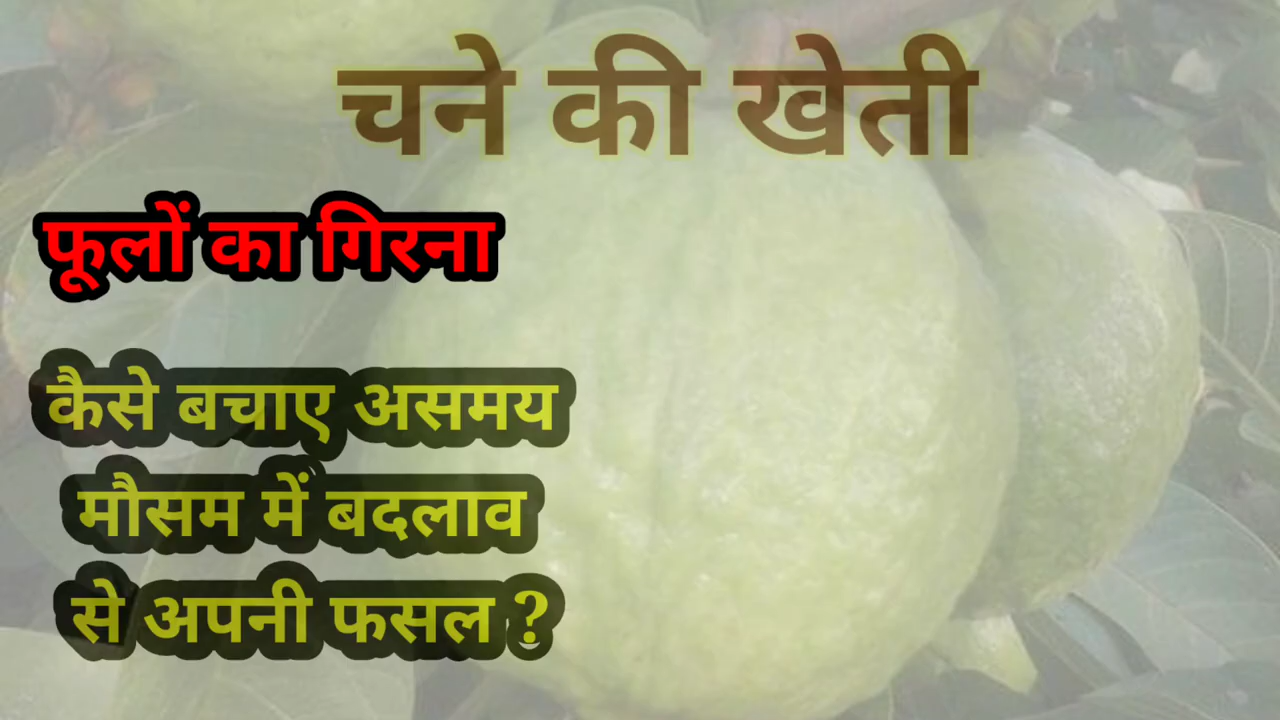 चने की खेती
फूलों का गिरना
कैसे बचाए असमय
मौसम में बदलाव
से अपनी फसल ?